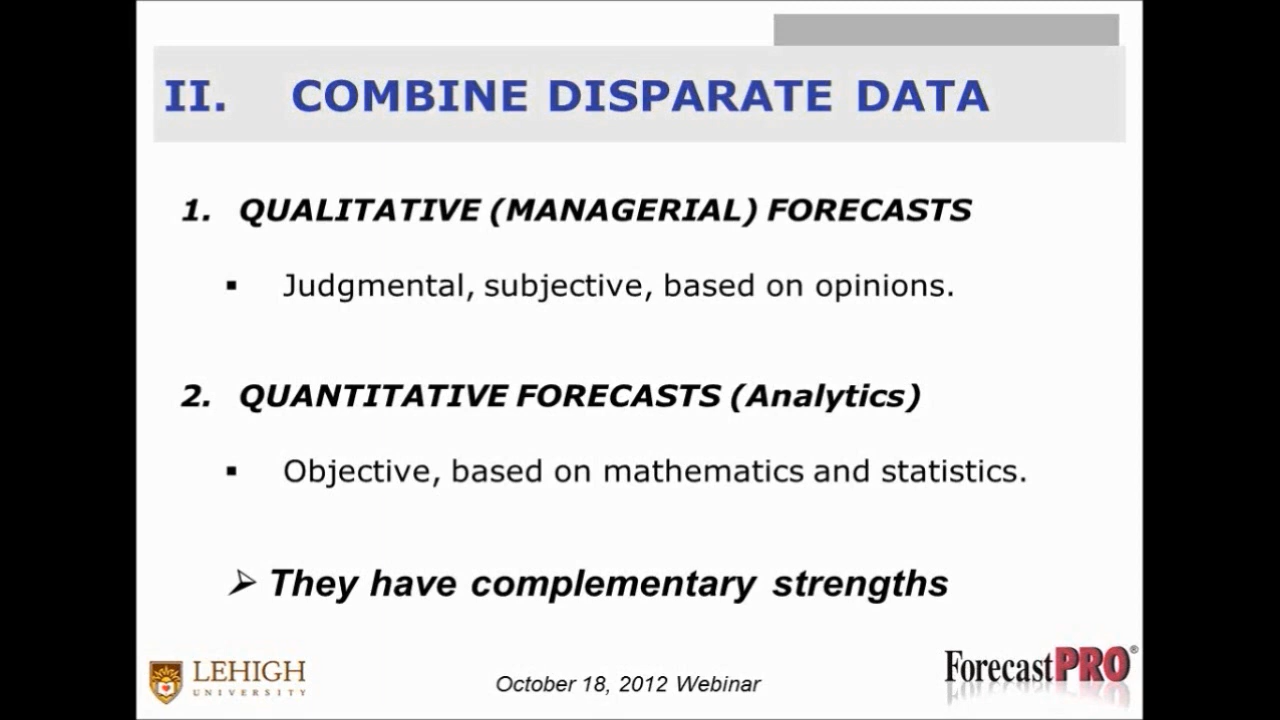 II. COMBINE DISPARATE DATA
1. QUALITATIVE (MANAGERIAL) FORECASTS
▪ Judgmental, subjective, based on opinions.
2. QUANTITATIVE FORECASTS (Analytics)
▪ Objective, based on mathematics and statistics.
➢ They have complementary strengths
LEHIGH
UNIVERSITY
October 18, 2012 Webinar
ForecastPRO®